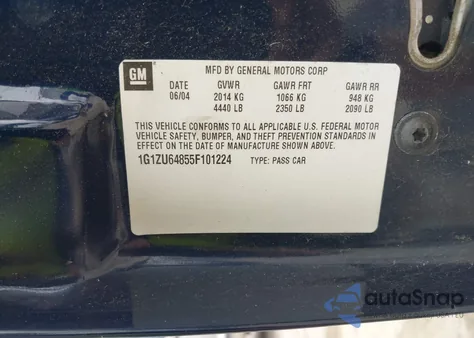 GM
MFD BY GENERAL MOTORS CORP
DATE GVWR GAWR FRT GAWR RR
06/04 2014 KG 1066 KG 948 KG
4440 LB 2350 LB 2090 LB
THIS VEHICLE CONFORMS TO ALL APPLICABLE U.S. FEDERAL MOTOR
VEHICLE SAFETY, BUMPER, AND THEFT PREVENTION STANDARDS IN
EFFECT ON THE DATE OF MANUFACTURE SHOWN ABOVE.
1G1ZU64855F101224 TYPE: PASS CAR
autoSnap